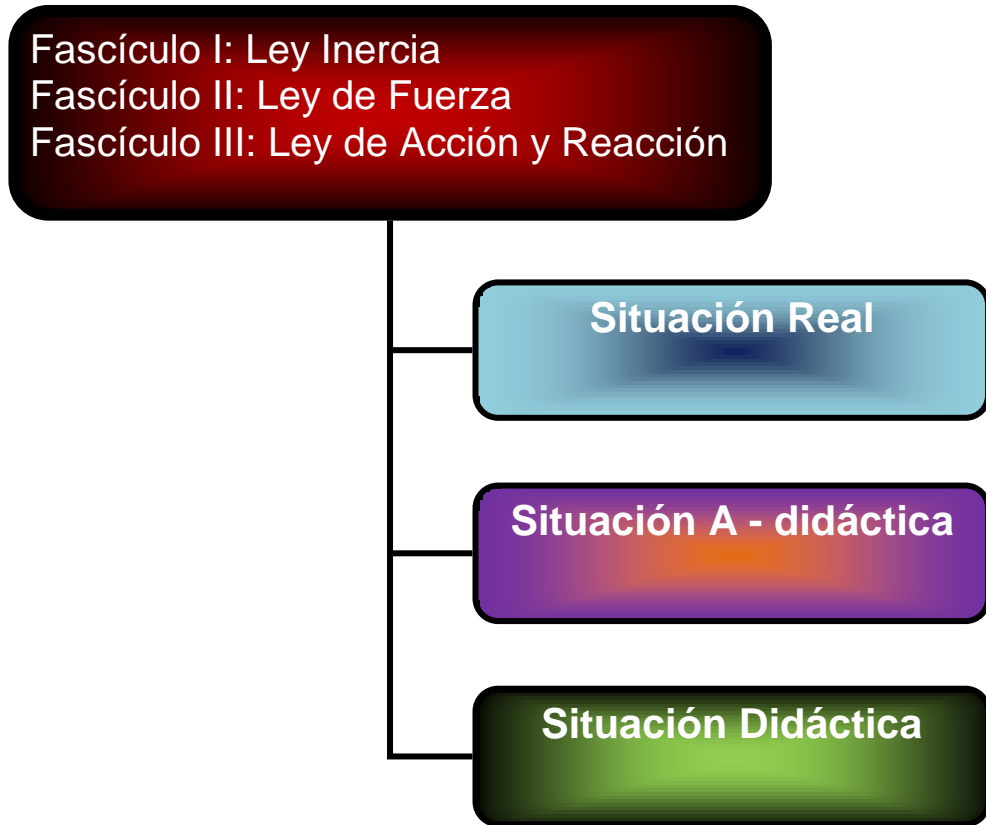 Fascículo I: Ley Inercia
Fascículo II: Ley de Fuerza
Fascículo III: Ley de Acción y Reacción
Situación Real
Situación A - didáctica
Situación Didáctica